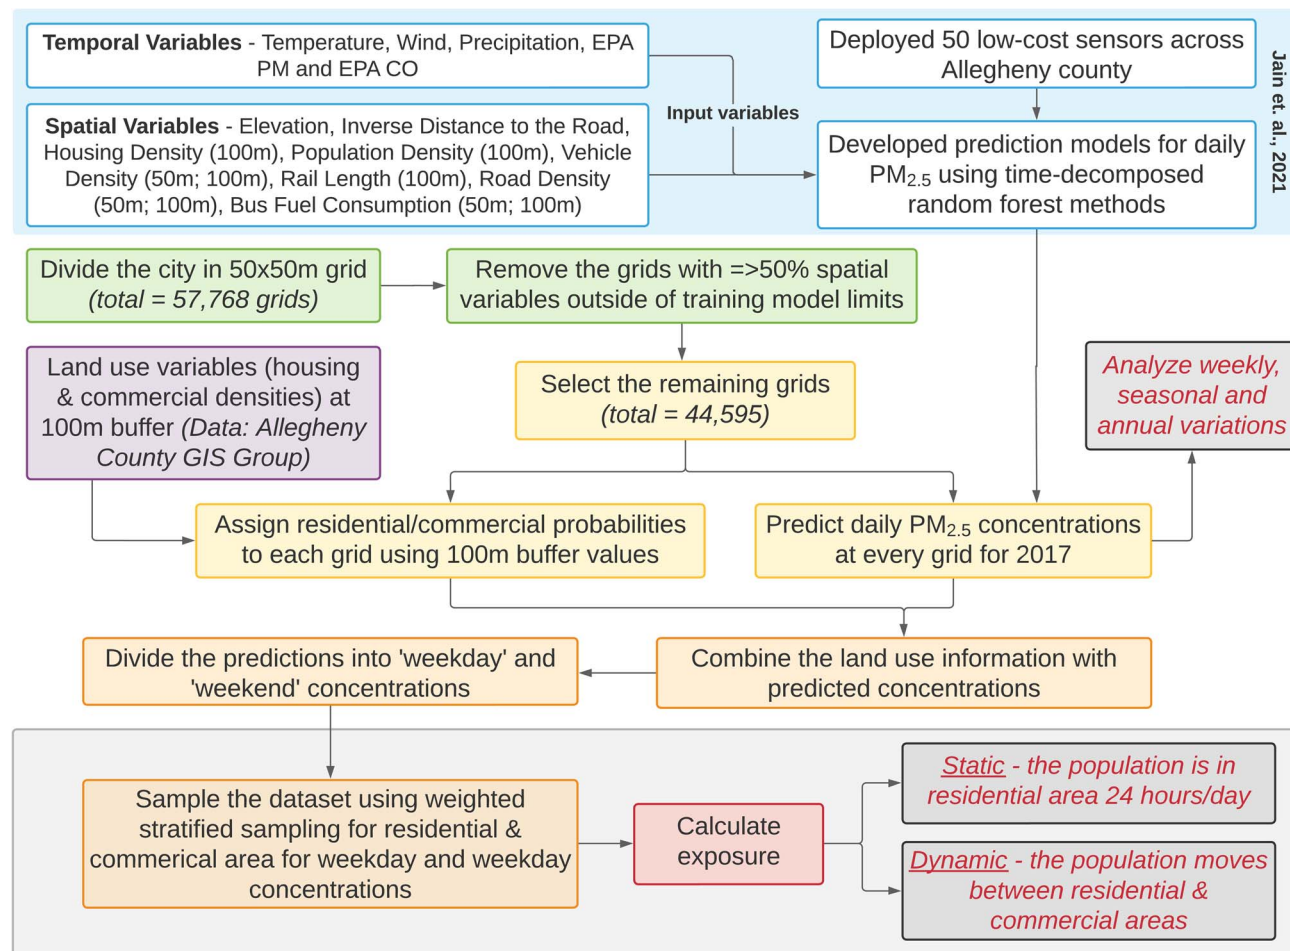 Temporal Variables - Temperature, Wind, Precipitation, EPA
PM and EPA CO
Deployed 50 low-cost sensors across
Allegheny county
Jain et. al., 2021
Input variables
Spatial Variables - Elevation, Inverse Distance to the Road,
Housing Density (100m), Population Density (100m), Vehicle
Density (50m; 100m), Rail Length (100m), Road Density
(50m; 100m), Bus Fuel Consumption (50m; 100m)
Developed prediction models for daily
PM2.5 using time-decomposed
random forest methods
Divide the city in 50x50m grid
(total = 57,768 grids)
Remove the grids with =>50% spatial
variables outside of training model limits
Land use variables (housing
& commercial densities) at
100m buffer (Data: Allegheny
County GIS Group)
Select the remaining grids
(total = 44,595)
Analyze weekly,
seasonal and
annual variations
Assign residential/commercial probabilities
to each grid using 100m buffer values
Predict daily PM2.5 concentrations
at every grid for 2017
Divide the predictions into 'weekday' and
'weekend' concentrations
Combine the land use information with
predicted concentrations
Sample the dataset using weighted
stratified sampling for residential &
commerical area for weekday and weekday
concentrations
Calculate
exposure
Static - the population is in
residential area 24 hours/day
Dynamic - the population moves
between residential &
commercial areas